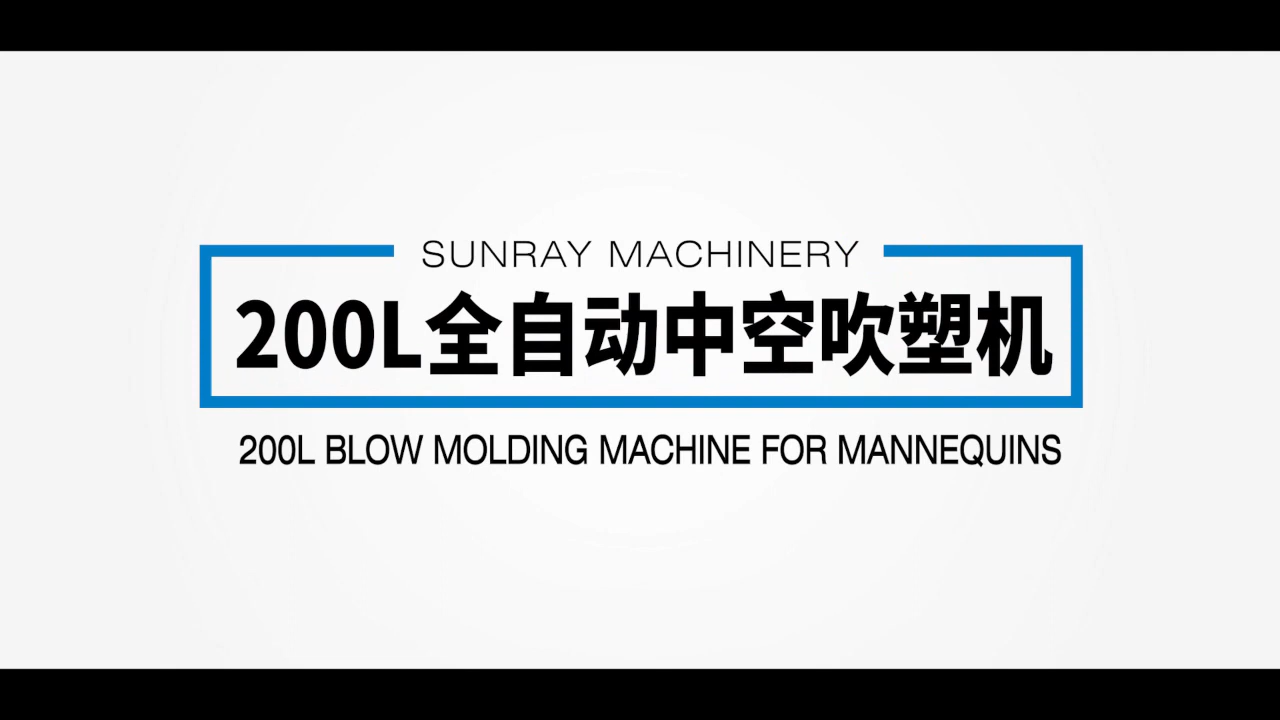 SUNRAY MACHINERY
200L全自动中空吹塑机
200L BLOW MOLDING MACHINE FOR MANNEQUINS